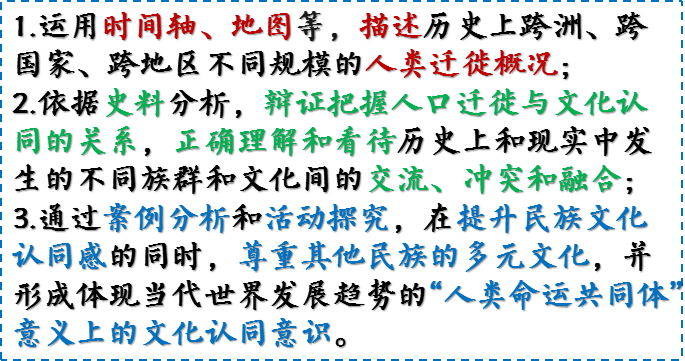 1.运用时间轴、地图等，描述历史上跨洲、跨
国家、跨地区不同规模的人类迁徙概况；
2.依据史料分析，辩证把握人口迁徙与文化认
同的关系，正确理解和看待历史上和现实中发
生的不同族群和文化间的交流、冲突和融合；
3.通过案例分析和活动探究，在提升民族文化
认同感的同时，尊重其他民族的多元文化，并
形成体现当代世界发展趋势的“人类命运共同体”
意义上的文化认同意识。